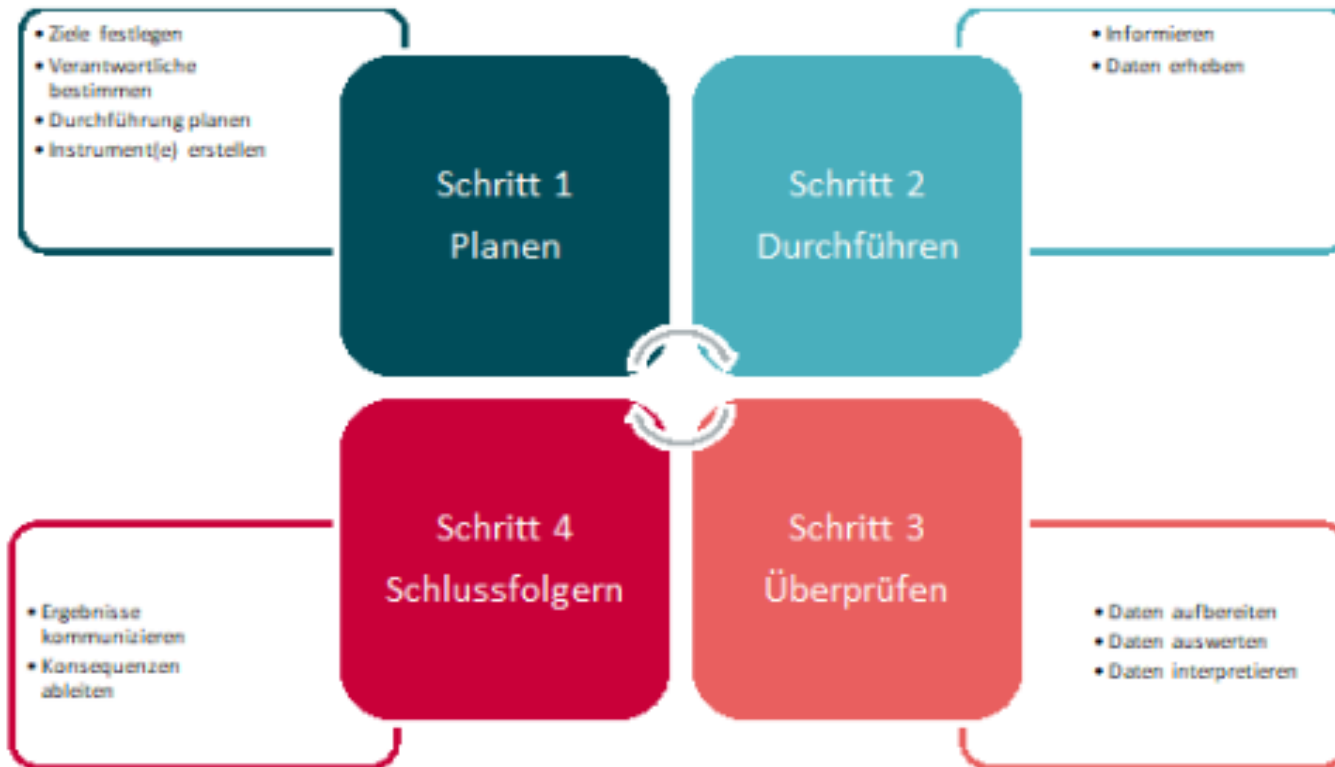 • Ziele festlegen
• Verantwortliche
bestimmen
• Durchführung planen
• Instrument(e) erstellen
Schritt 1
Planen
Schritt 2
Durchführen
• Informieren
• Daten erheben
Schritt 4
Schlussfolgern
• Ergebnisse
kommunizieren
• Konsequenzen
ableiten
Schritt 3
Überprüfen
• Daten aufbereiten
• Daten auswerten
• Daten interpretieren